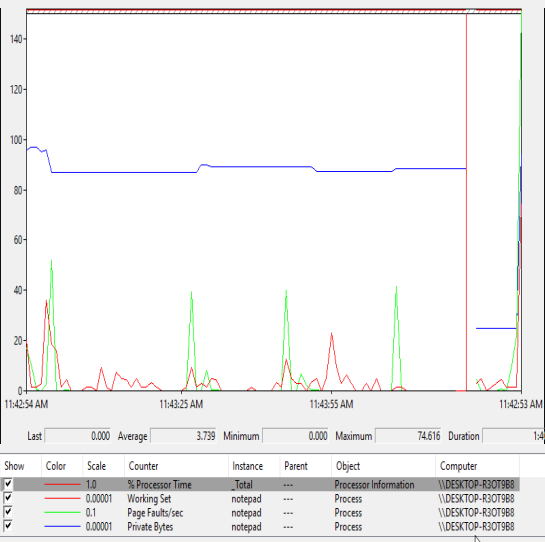 140
120
100
80
60
40
20
0
11:42:54 AM 11:43:25 AM 11:43:55 AM 11:42:53 AM
Last 0.000 Average 3.739 Minimum 0.000 Maximum 74.616 Duration 1:4
Show Color Scale Counter Instance Parent Object Computer
1.0 % Processor Time _Total --- Processor Information \\DESKTOP-R3OT9B8
0.00001 Working Set notepad --- Process \\DESKTOP-R3OT9B8
0.1 Page Faults/sec notepad --- Process \\DESKTOP-R3OT9B8
0.00001 Private Bytes notepad --- Process \\DESKTOP-R3OT9B8